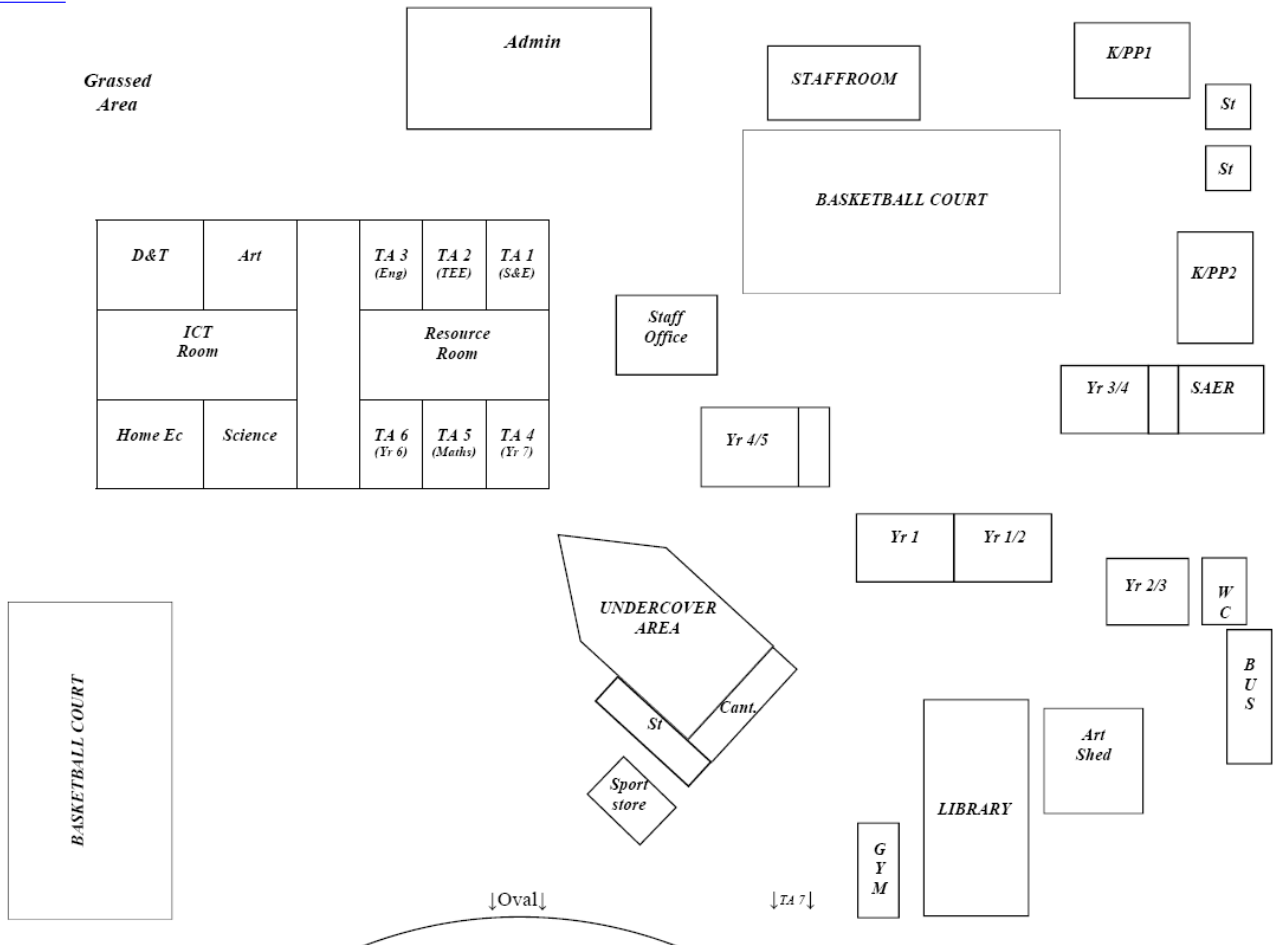 Admin
Grassed
Area
STAFFROOM
K/PP1
St
St
BASKETBALL COURT
K/PP2
D&T
Art
TA 3
(Eng)
TA 2
(TEE)
TA 1
(S&E)
ICT
Room
Resource
Room
Staff
Office
Home Ec
Science
TA 6
(Yr 6)
TA 5
(Maths)
TA 4
(Yr 7)
Yr 3/4
SAER
Yr 4/5
Yr 1
Yr 1/2
Yr 2/3
W
C
UNDERCOVER
AREA
B
U
S
BASKETBALL COURT
St
Cant.
Sport
store
Art
Shed
LIBRARY
G
Y
M
↓Oval↓
↓TA 7↓